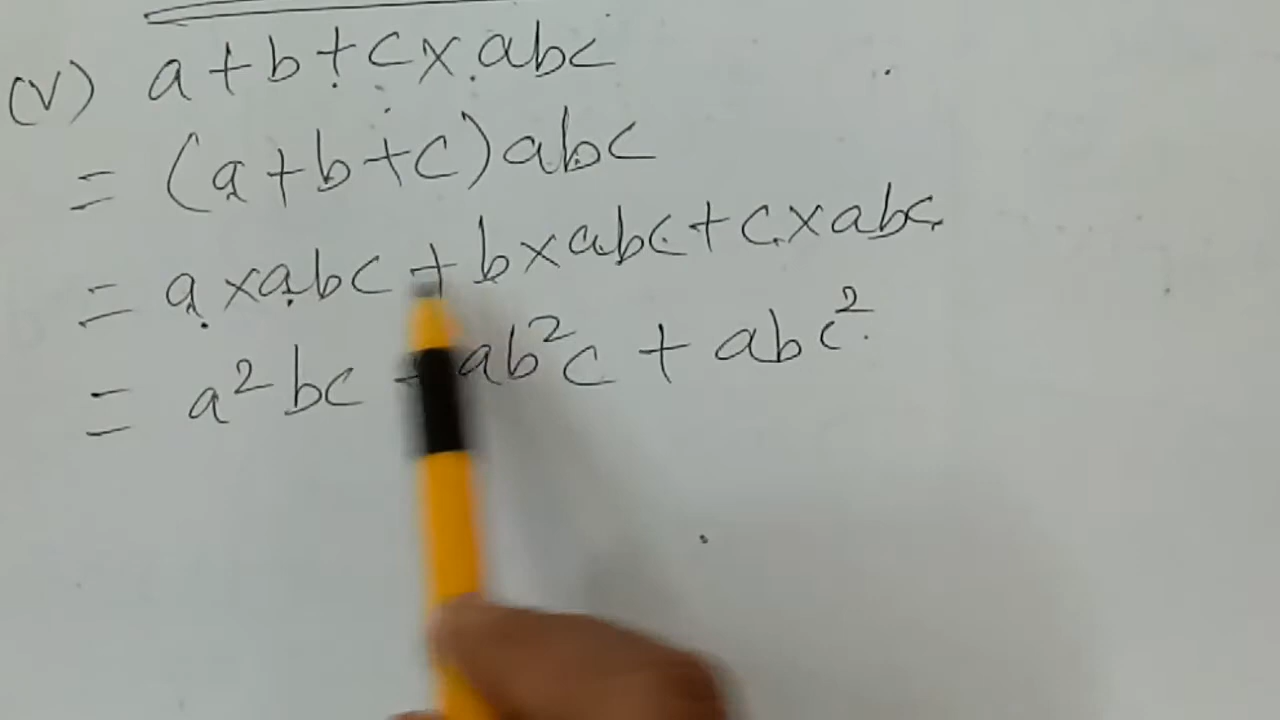 (V) a+b+c×abc
= (a+b+c)abc
= a×abc+b×abc+c×abc
= a²bc + ab²c + abc²